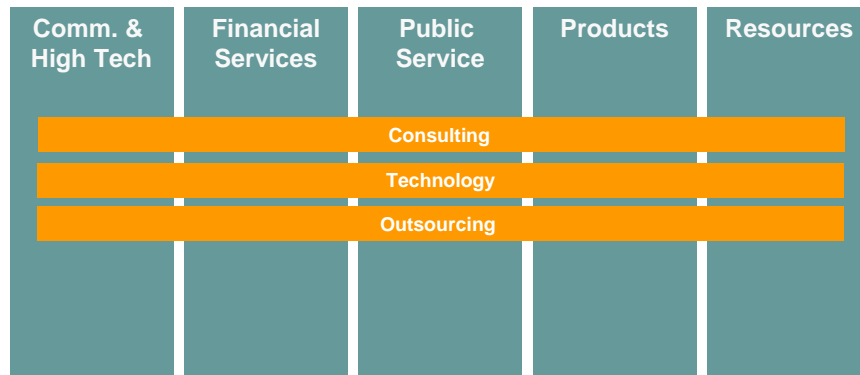 Comm. &
High Tech
Financial
Services
Public
Service
Products
Resources
Consulting
Technology
Outsourcing